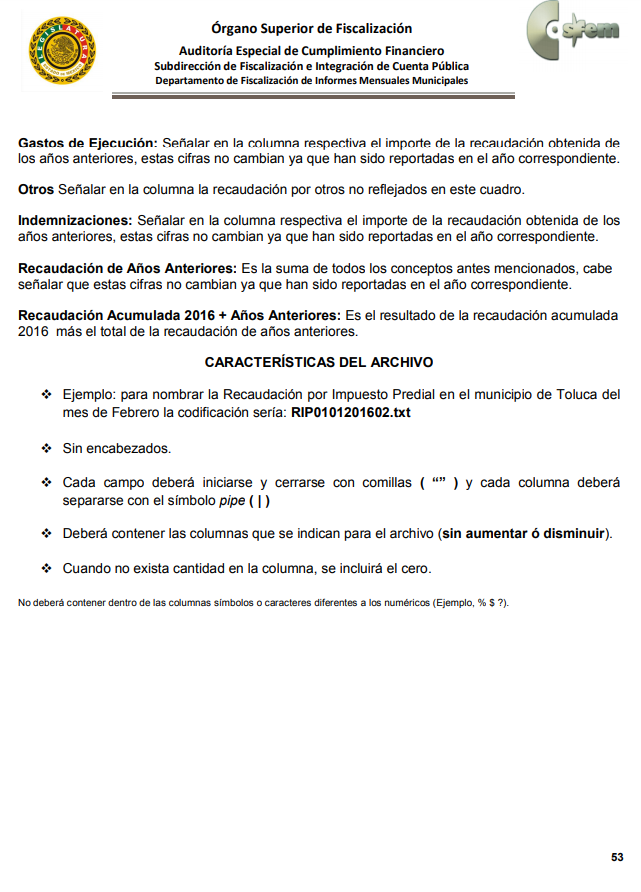 Órgano Superior de Fiscalización
Auditoría Especial de Cumplimiento Financiero
Subdirección de Fiscalización e Integración de Cuenta Pública
Departamento de Fiscalización de Informes Mensuales Municipales
LEGISLATURA
osfem
Gastos de Ejecución: Señalar en la columna respectiva el importe de la recaudación obtenida de
los años anteriores, estas cifras no cambian ya que han sido reportadas en el año correspondiente.
Otros Señalar en la columna la recaudación por otros no reflejados en este cuadro.
Indemnizaciones: Señalar en la columna respectiva el importe de la recaudación obtenida de los
años anteriores, estas cifras no cambian ya que han sido reportadas en el año correspondiente.
Recaudación de Años Anteriores: Es la suma de todos los conceptos antes mencionados, cabe
señalar que estas cifras no cambian ya que han sido reportadas en el año correspondiente.
Recaudación Acumulada 2016 + Años Anteriores: Es el resultado de la recaudación acumulada
2016 más el total de la recaudación de años anteriores.
CARACTERÍSTICAS DEL ARCHIVO
❖ Ejemplo: para nombrar la Recaudación por Impuesto Predial en el municipio de Toluca del
mes de Febrero la codificación sería: RIP0101201602.txt
❖ Sin encabezados.
❖ Cada campo deberá iniciarse y cerrarse con comillas ( “” ) y cada columna deberá
separarse con el símbolo pipe ( | )
❖ Deberá contener las columnas que se indican para el archivo (sin aumentar ó disminuir).
❖ Cuando no exista cantidad en la columna, se incluirá el cero.
No deberá contener dentro de las columnas símbolos o caracteres diferentes a los numéricos (Ejemplo, % $ ?).
53